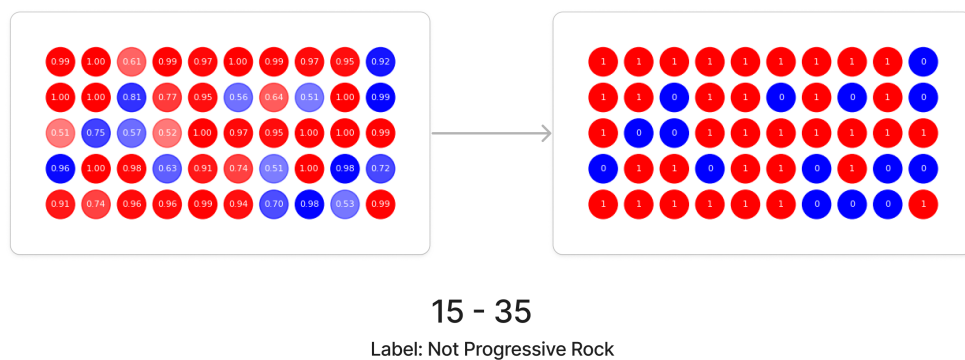 0.99 1.00 0.61 0.99 0.97 1.00 0.99 0.97 0.95 0.92
1.00 1.00 0.81 0.77 0.95 0.56 0.64 0.51 1.00 0.99
0.51 0.75 0.57 0.52 1.00 0.97 0.95 1.00 1.00 0.99
0.96 1.00 0.98 0.63 0.91 0.74 0.51 1.00 0.98 0.72
0.91 0.74 0.96 0.96 0.99 0.94 0.70 0.98 0.53 0.99
1 1 1 1 1 1 1 1 1 0
1 1 0 1 1 0 1 0 1 0
1 0 0 1 1 1 1 1 1 1
0 1 1 0 1 1 0 1 0 0
1 1 1 1 1 1 0 0 0 1
15 - 35
Label: Not Progressive Rock